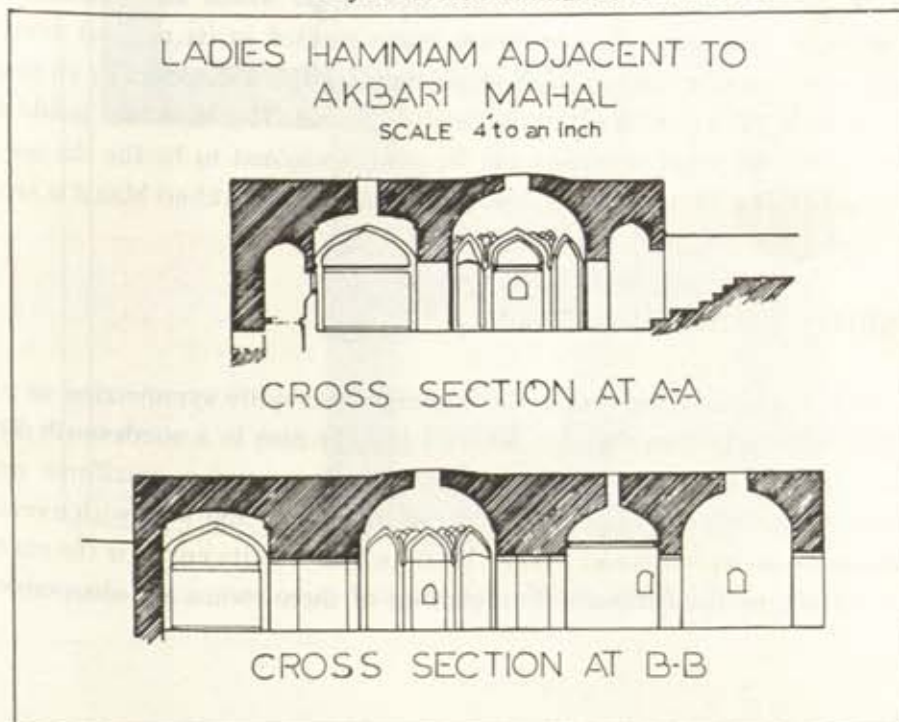 LADIES HAMMAM ADJACENT TO
AKBARI MAHAL
SCALE 4' to an inch
CROSS SECTION AT A-A
CROSS SECTION AT B-B